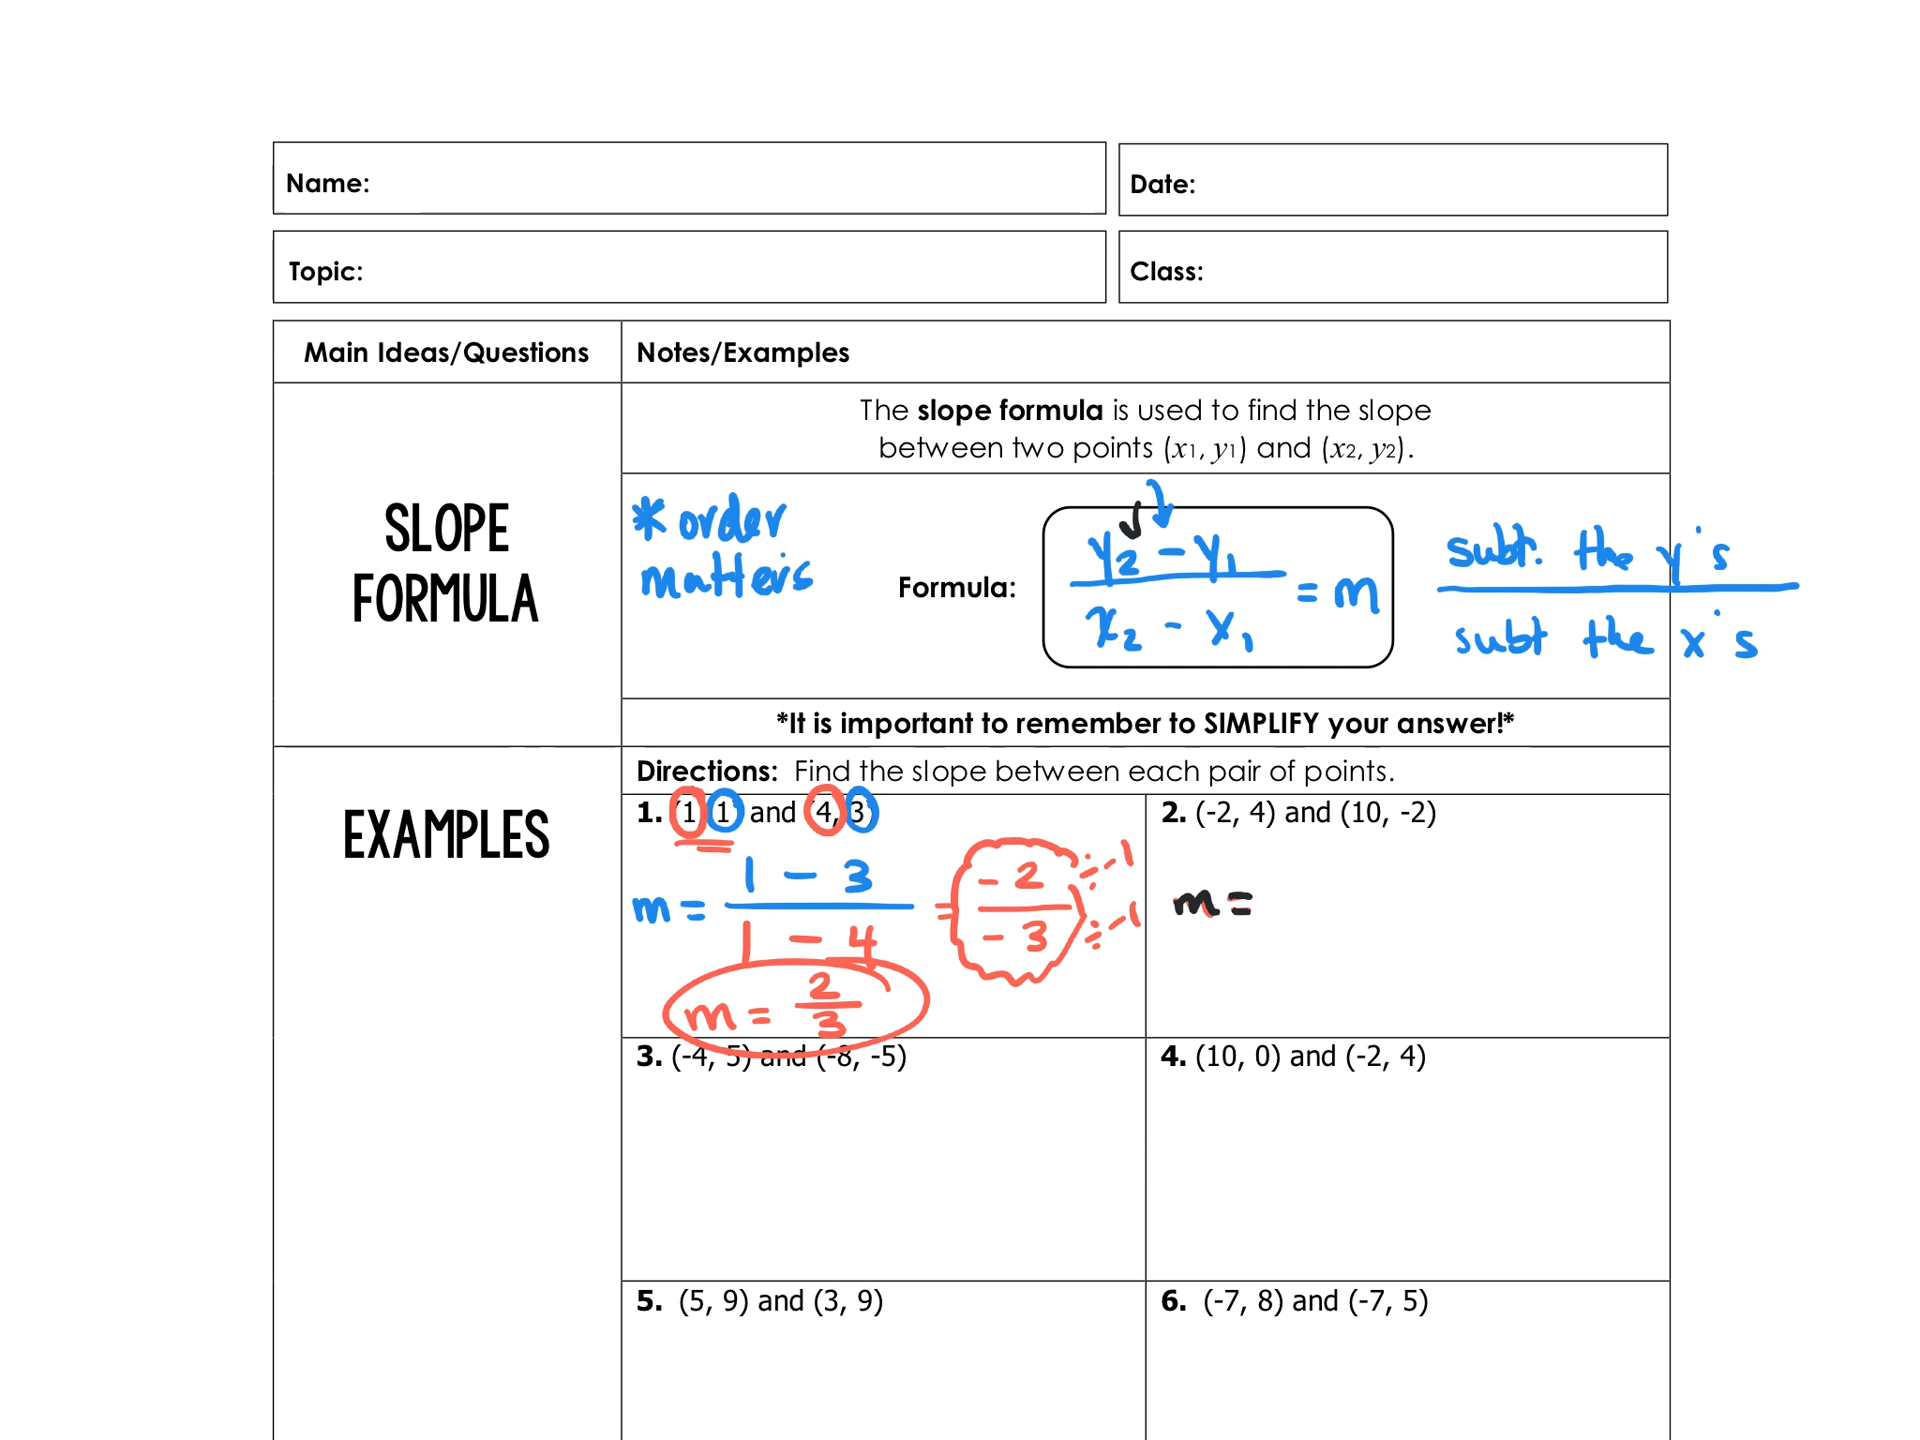 Name:
Date:
Topic:
Class:
Main Ideas/Questions
Notes/Examples
SLOPE
FORMULA
The slope formula is used to find the slope
between two points (x1, y1) and (x2, y2).
* order
matters
Formula:
y₂ - y₁
x₂ - x₁
= m
subt. the y's
subt the x's
*It is important to remember to SIMPLIFY your answer!*
EXAMPLES
Directions: Find the slope between each pair of points.
1. (1, 1) and (4, 3)
m =
1 - 3
1 - 4
=
-2
-3
÷ -1
÷ -1
m = 2/3
2. (-2, 4) and (10, -2)
m =
3. (-4, 5) and (-8, -5)
4. (10, 0) and (-2, 4)
5. (5, 9) and (3, 9)
6. (-7, 8) and (-7, 5)